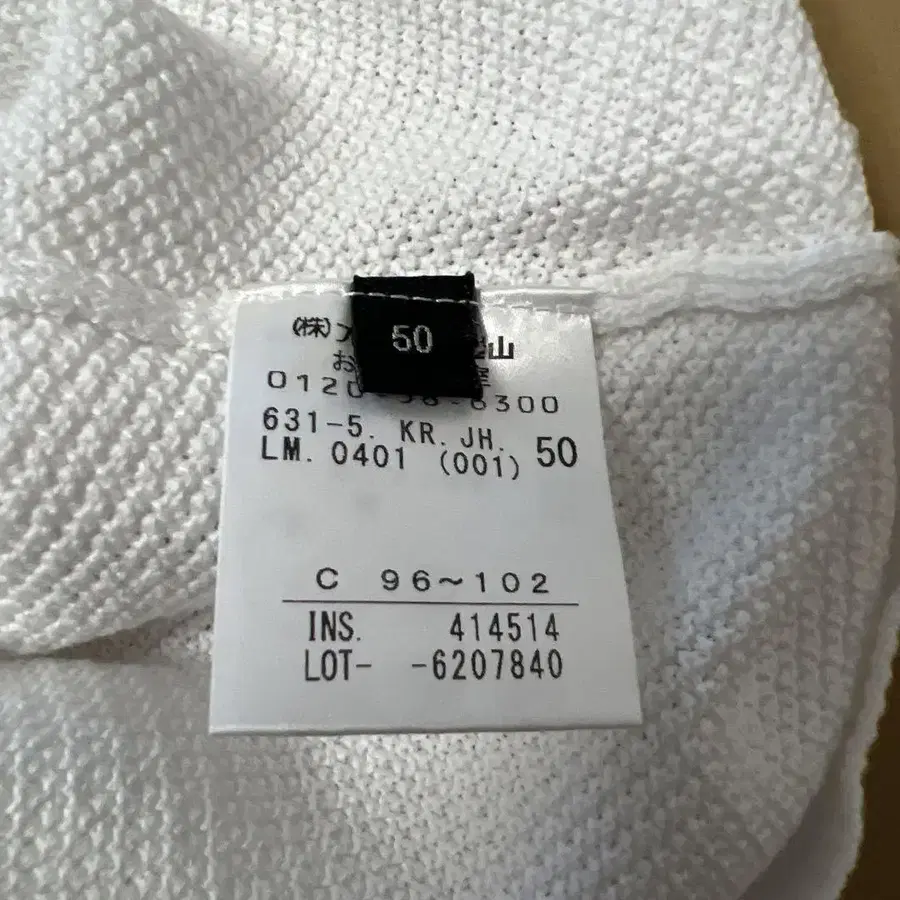 50
(株)
山
お
0120 6300
631-5. KR. JH. 50
LM. 0401 (001)
C 96～102
INS. 414514
LOT- -6207840